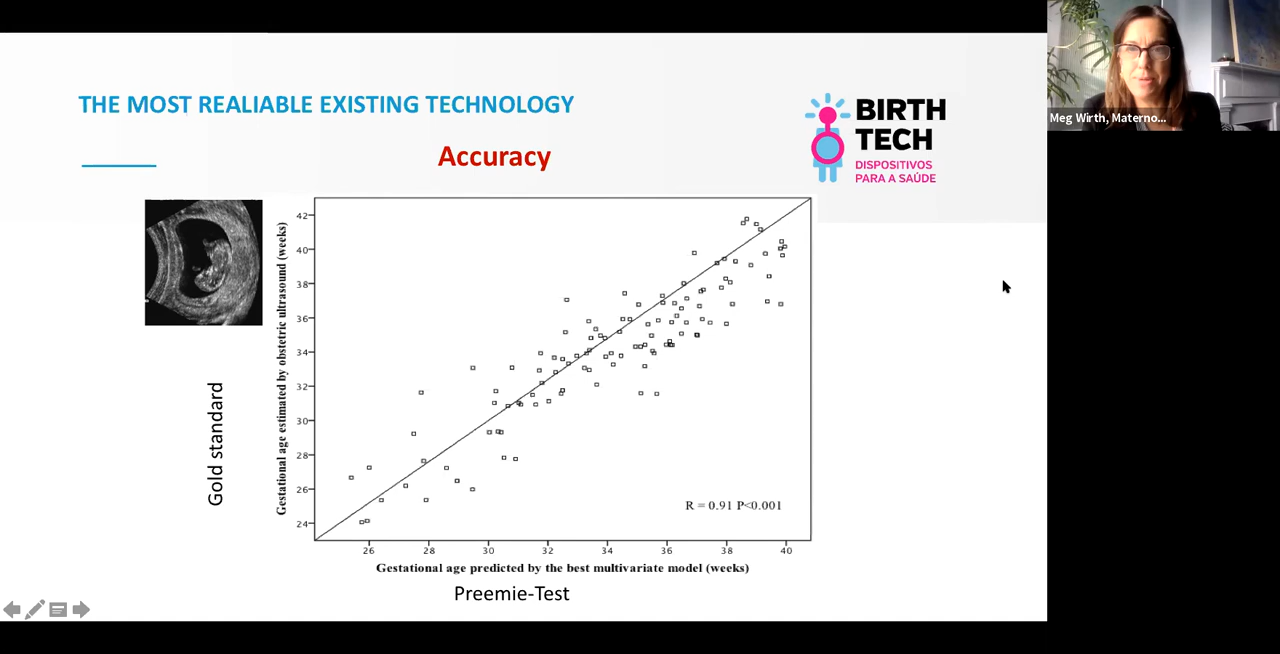 THE MOST REALIABLE EXISTING TECHNOLOGY
Accuracy
BIRTH
TECH
DISPOSITIVOS
PARA A SAÚDE
Meg Wirth, Materno...
Gold standard
Gestational age estimated by obstetric ultrasound (weeks)
42
40
38
36
34
32
30
28
26
24
R = 0.91 P<0.001
26 28 30 32 34 36 38 40
Gestational age predicted by the best multivariate model (weeks)
Preemie-Test